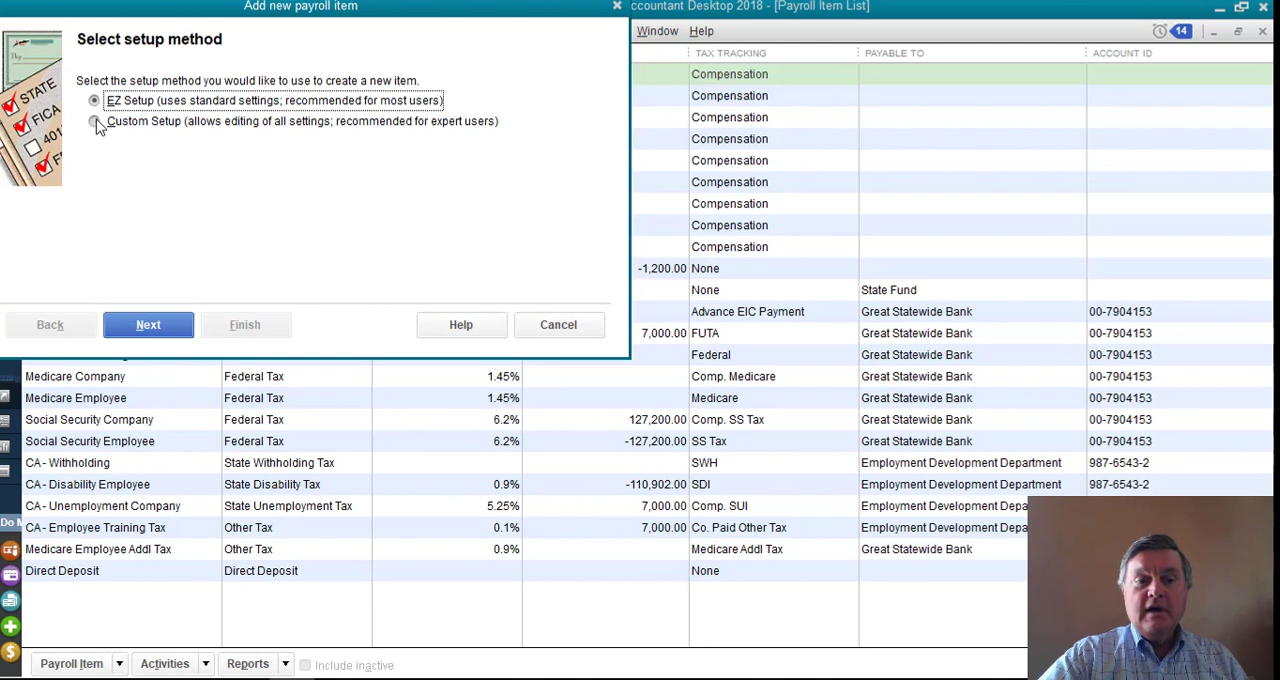 Add new payroll item
ccountant Desktop 2018 - [Payroll Item List]
Window Help
14
Select setup method
Select the setup method you would like to use to create a new item.
EZ Setup (uses standard settings; recommended for most users)
Custom Setup (allows editing of all settings; recommended for expert users)
STATE
FICA
401
Back Next Finish Help Cancel
TAX TRACKING PAYABLE TO ACCOUNT ID
Compensation
Compensation
Compensation
Compensation
Compensation
Compensation
Compensation
Compensation
Compensation
-1,200.00 None
None State Fund
Advance EIC Payment Great Statewide Bank 00-7904153
7,000.00 FUTA Great Statewide Bank 00-7904153
Federal Great Statewide Bank 00-7904153
Medicare Company Federal Tax 1.45% Comp. Medicare Great Statewide Bank 00-7904153
Medicare Employee Federal Tax 1.45% Medicare Great Statewide Bank 00-7904153
Social Security Company Federal Tax 6.2% 127,200.00 Comp. SS Tax Great Statewide Bank 00-7904153
Social Security Employee Federal Tax 6.2% -127,200.00 SS Tax Great Statewide Bank 00-7904153
CA - Withholding State Withholding Tax SWH Employment Development Department 987-6543-2
CA - Disability Employee State Disability Tax 0.9% -110,902.00 SDI Employment Development Department 987-6543-2
CA - Unemployment Company State Unemployment Tax 5.25% 7,000.00 Comp. SUI Employment Development Depa
CA - Employee Training Tax Other Tax 0.1% 7,000.00 Co. Paid Other Tax Employment Development Depa
Medicare Employee Addl Tax Other Tax 0.9% Medicare Addl Tax Great Statewide Bank
Direct Deposit Direct Deposit None
Do M
Payroll Item Activities Reports Include inactive